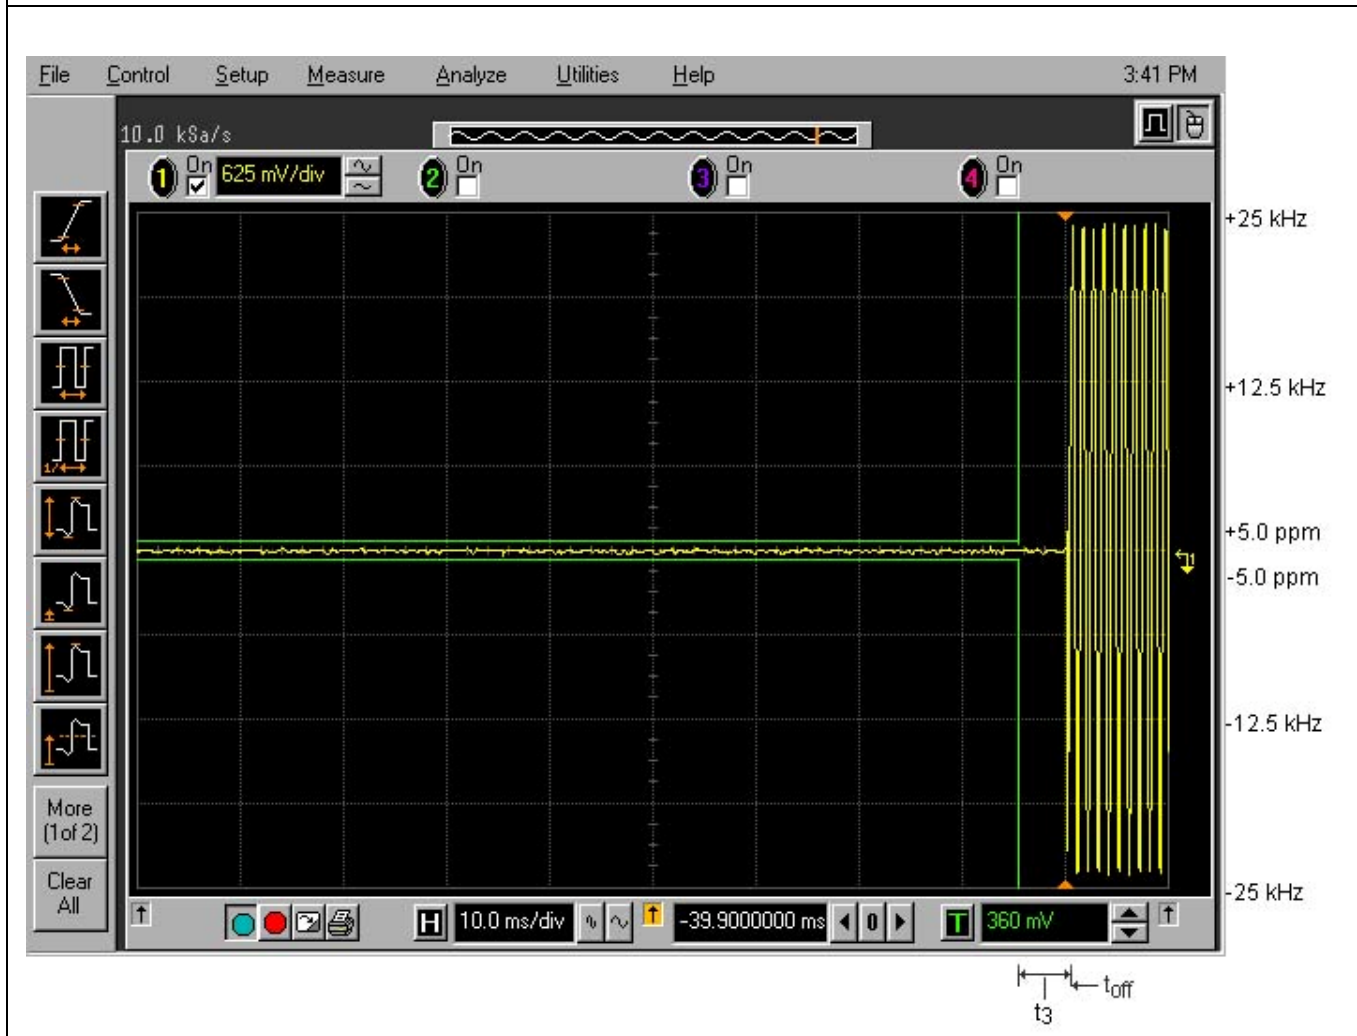 File Control Setup Measure Analyze Utilities Help 3:41 PM
10.0 kSa/s
1 On 625 mV/div 2 On 3 On 4 On
+25 kHz
+12.5 kHz
+5.0 ppm
-5.0 ppm
-12.5 kHz
-25 kHz
More
(1 of 2)
Clear
All
H 10.0 ms/div -39.9000000 ms 0 T 360 mV
toff
t3